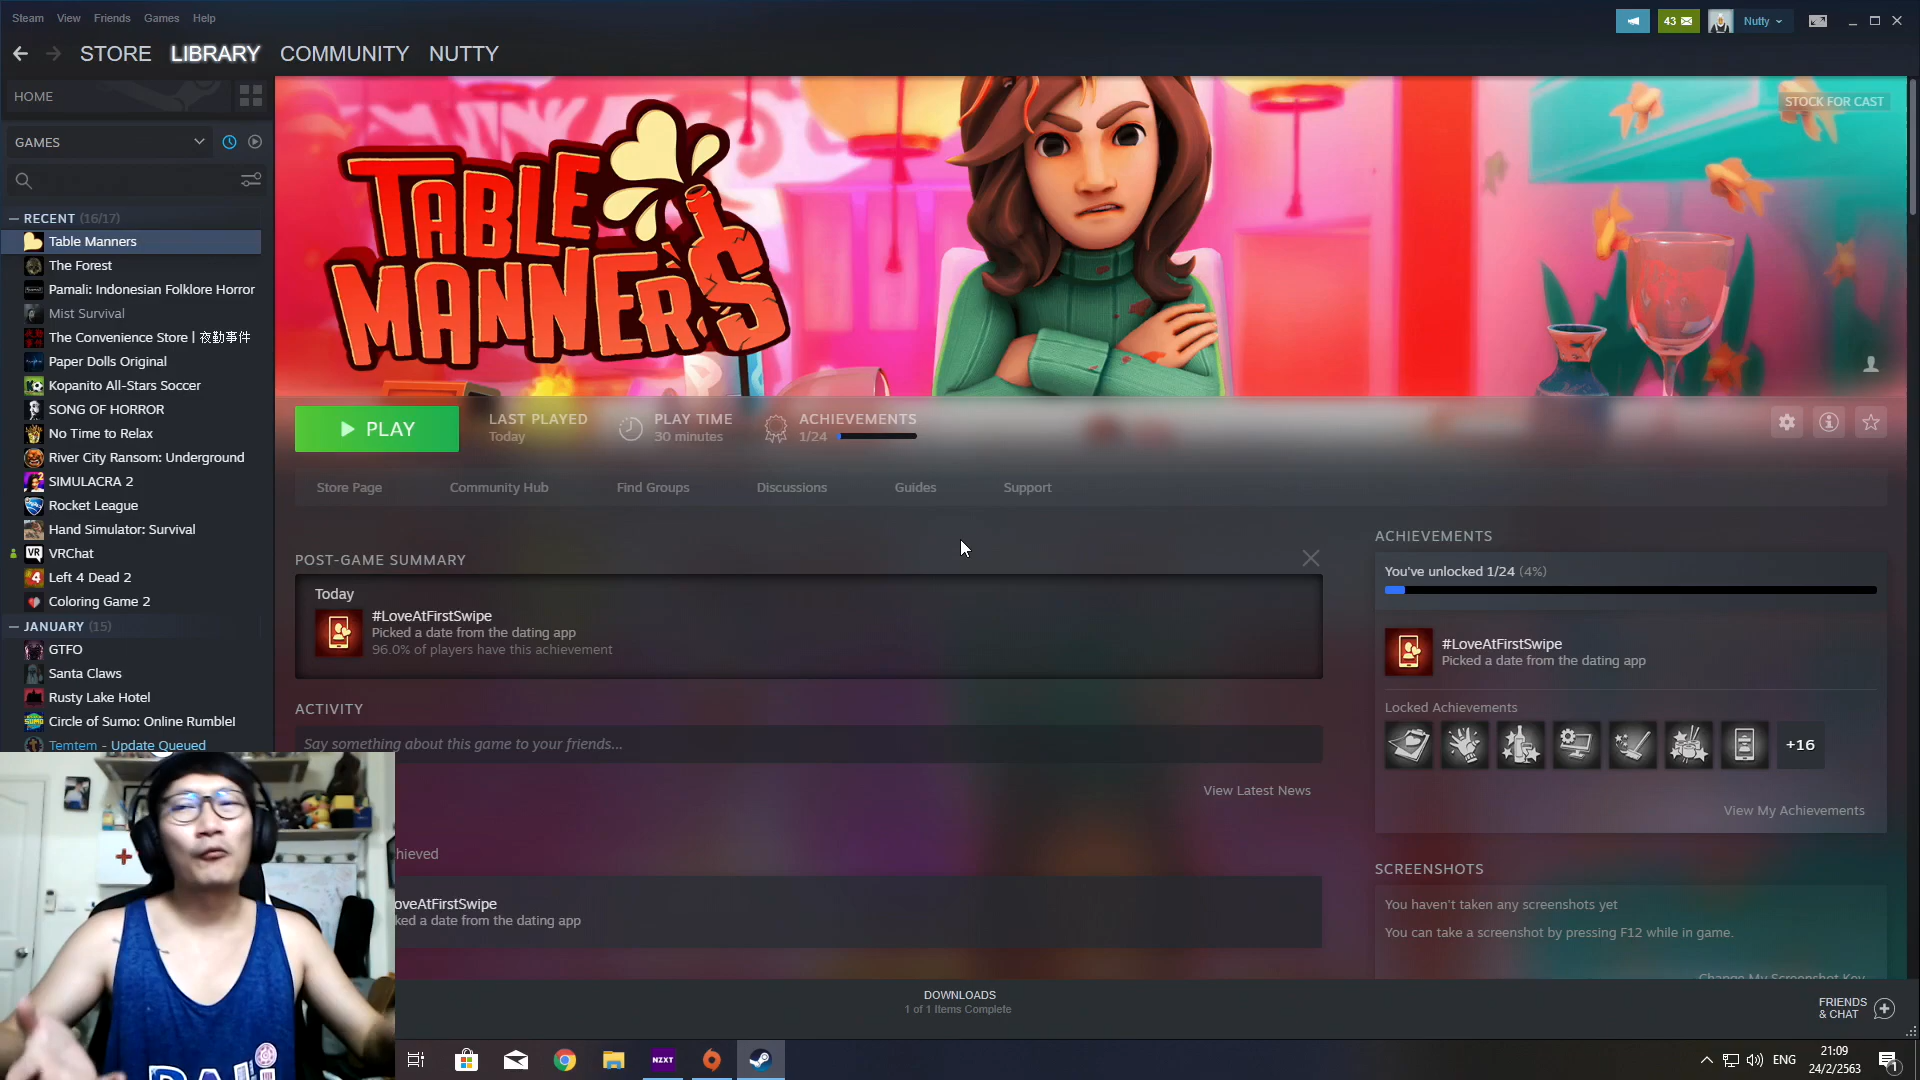 Steam View Friends Games Help
43
Nutty
STORE LIBRARY COMMUNITY NUTTY
HOME
STOCK FOR CAST
GAMES
RECENT (16/17)
Table Manners
The Forest
Pamali: Indonesian Folklore Horror
Mist Survival
The Convenience Store | 夜勤事件
Paper Dolls Original
Kopanito All-Stars Soccer
SONG OF HORROR
No Time to Relax
River City Ransom: Underground
SIMULACRA 2
Rocket League
Hand Simulator: Survival
VR VRChat
4 Left 4 Dead 2
Coloring Game 2
JANUARY (15)
GTFO
Santa Claws
Rusty Lake Hotel
Circle of Sumo: Online Rumble!
Temtem - Update Queued
TABLE
MANNERS
PLAY
LAST PLAYED
Today
PLAY TIME
30 minutes
ACHIEVEMENTS
1/24
Store Page Community Hub Find Groups Discussions Guides Support
POST-GAME SUMMARY
Today
#LoveAtFirstSwipe
Picked a date from the dating app
96.0% of players have this achievement
ACTIVITY
Say something about this game to your friends...
View Latest News
hieved
oveAtFirstSwipe
ked a date from the dating app
ACHIEVEMENTS
You've unlocked 1/24 (4%)
#LoveAtFirstSwipe
Picked a date from the dating app
Locked Achievements
+16
View My Achievements
SCREENSHOTS
You haven't taken any screenshots yet
You can take a screenshot by pressing F12 while in game.
Change My Screenshot Key
DOWNLOADS
1 of 1 Items Complete
FRIENDS
& CHAT
NZXT
ENG
21:09
24/2/2563
1